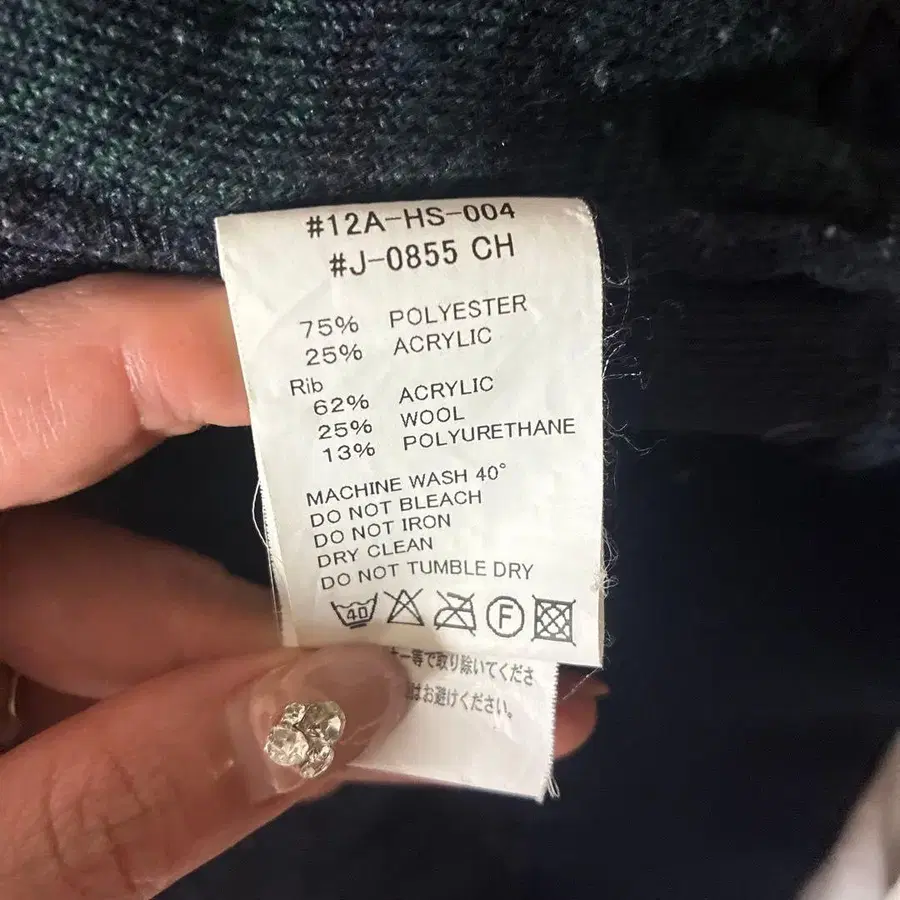 #12A-HS-004
#J-0855 CH
75% POLYESTER
25% ACRYLIC
Rib
62% ACRYLIC
25% WOOL
13% POLYURETHANE
MACHINE WASH 40°
DO NOT BLEACH
DO NOT IRON
DRY CLEAN
DO NOT TUMBLE DRY
40 F
ー等で取り除いてくださ
はお避けください。